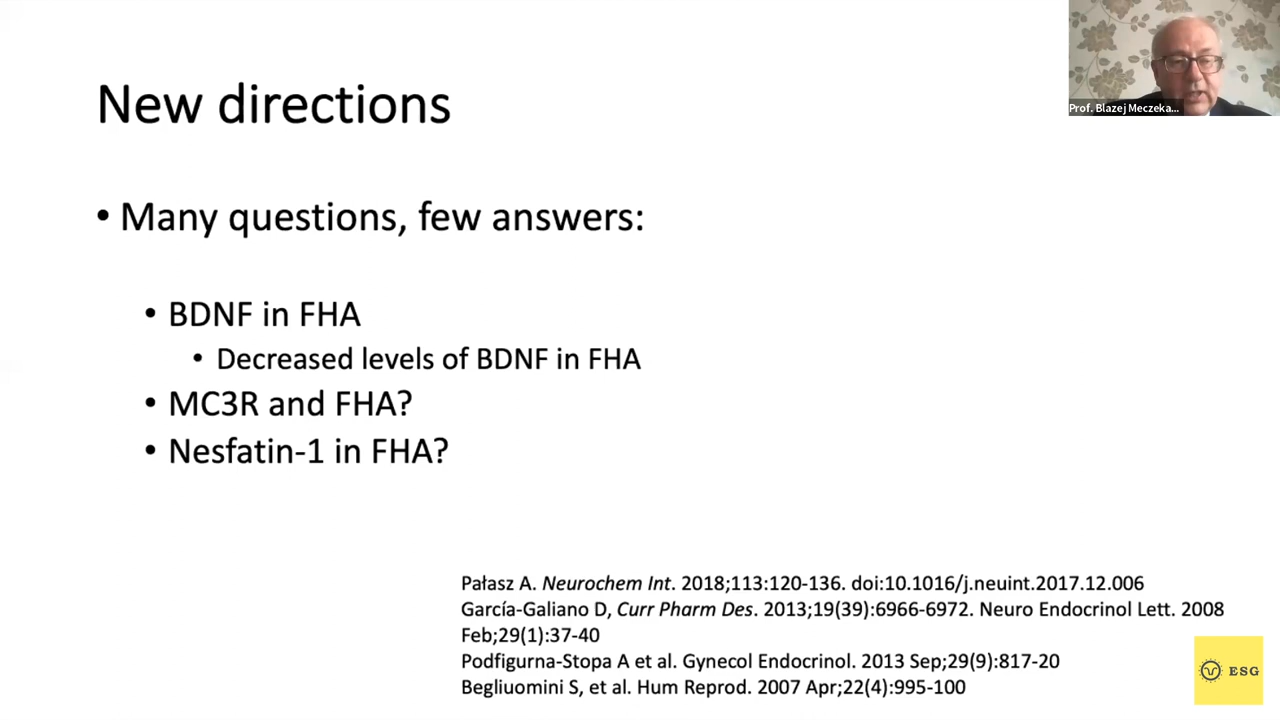 New directions
Prof. Blazej Meczeka...
• Many questions, few answers:
• BDNF in FHA
• Decreased levels of BDNF in FHA
• MC3R and FHA?
• Nesfatin-1 in FHA?
Pałasz A. Neurochem Int. 2018;113:120-136. doi:10.1016/j.neuint.2017.12.006
García-Galiano D, Curr Pharm Des. 2013;19(39):6966-6972. Neuro Endocrinol Lett. 2008
Feb;29(1):37-40
Podfigurna-Stopa A et al. Gynecol Endocrinol. 2013 Sep;29(9):817-20
Begliuomini S, et al. Hum Reprod. 2007 Apr;22(4):995-100
ESG